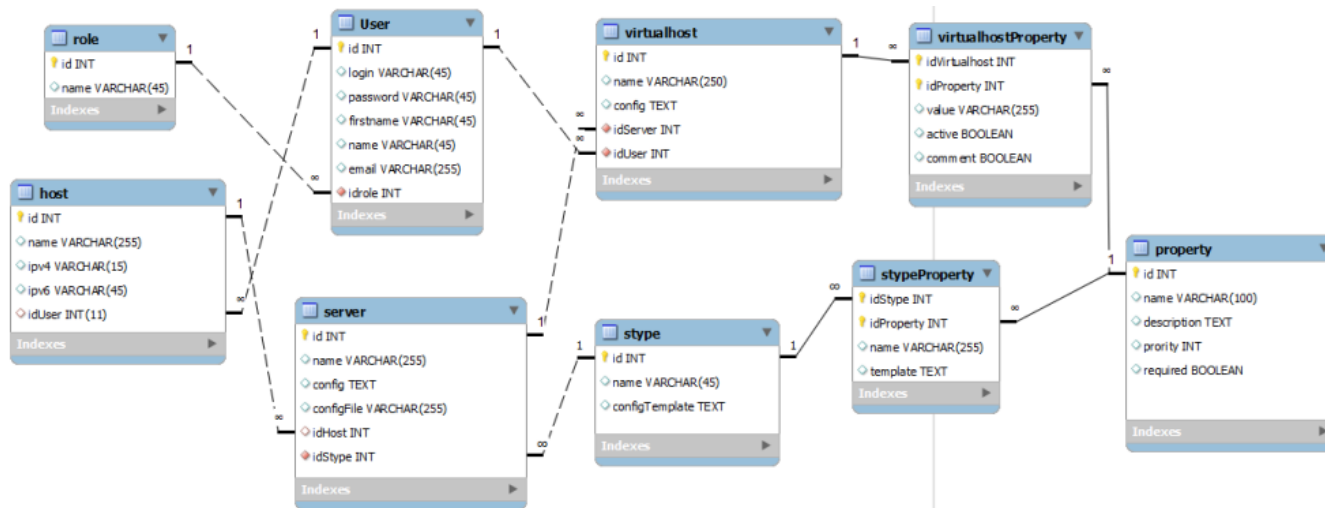 role
id INT
name VARCHAR(45)
Indexes
1
∞
User
id INT
login VARCHAR(45)
password VARCHAR(45)
firstname VARCHAR(45)
name VARCHAR(45)
email VARCHAR(255)
idrole INT
Indexes
1
1
∞
virtualhost
id INT
name VARCHAR(250)
config TEXT
idServer INT
idUser INT
Indexes
1
∞
∞
virtualhostProperty
idVirtualhost INT
idProperty INT
value VARCHAR(255)
active BOOLEAN
comment BOOLEAN
Indexes
∞
∞
host
id INT
name VARCHAR(255)
ipv4 VARCHAR(15)
ipv6 VARCHAR(45)
idUser INT(11)
Indexes
1
∞
server
id INT
name VARCHAR(255)
config TEXT
configFile VARCHAR(255)
idHost INT
idStype INT
Indexes
1
∞
stype
id INT
name VARCHAR(45)
configTemplate TEXT
Indexes
1
1
stypeProperty
idStype INT
idProperty INT
name VARCHAR(255)
template TEXT
Indexes
∞
∞
property
id INT
name VARCHAR(100)
description TEXT
prority INT
required BOOLEAN
Indexes
1